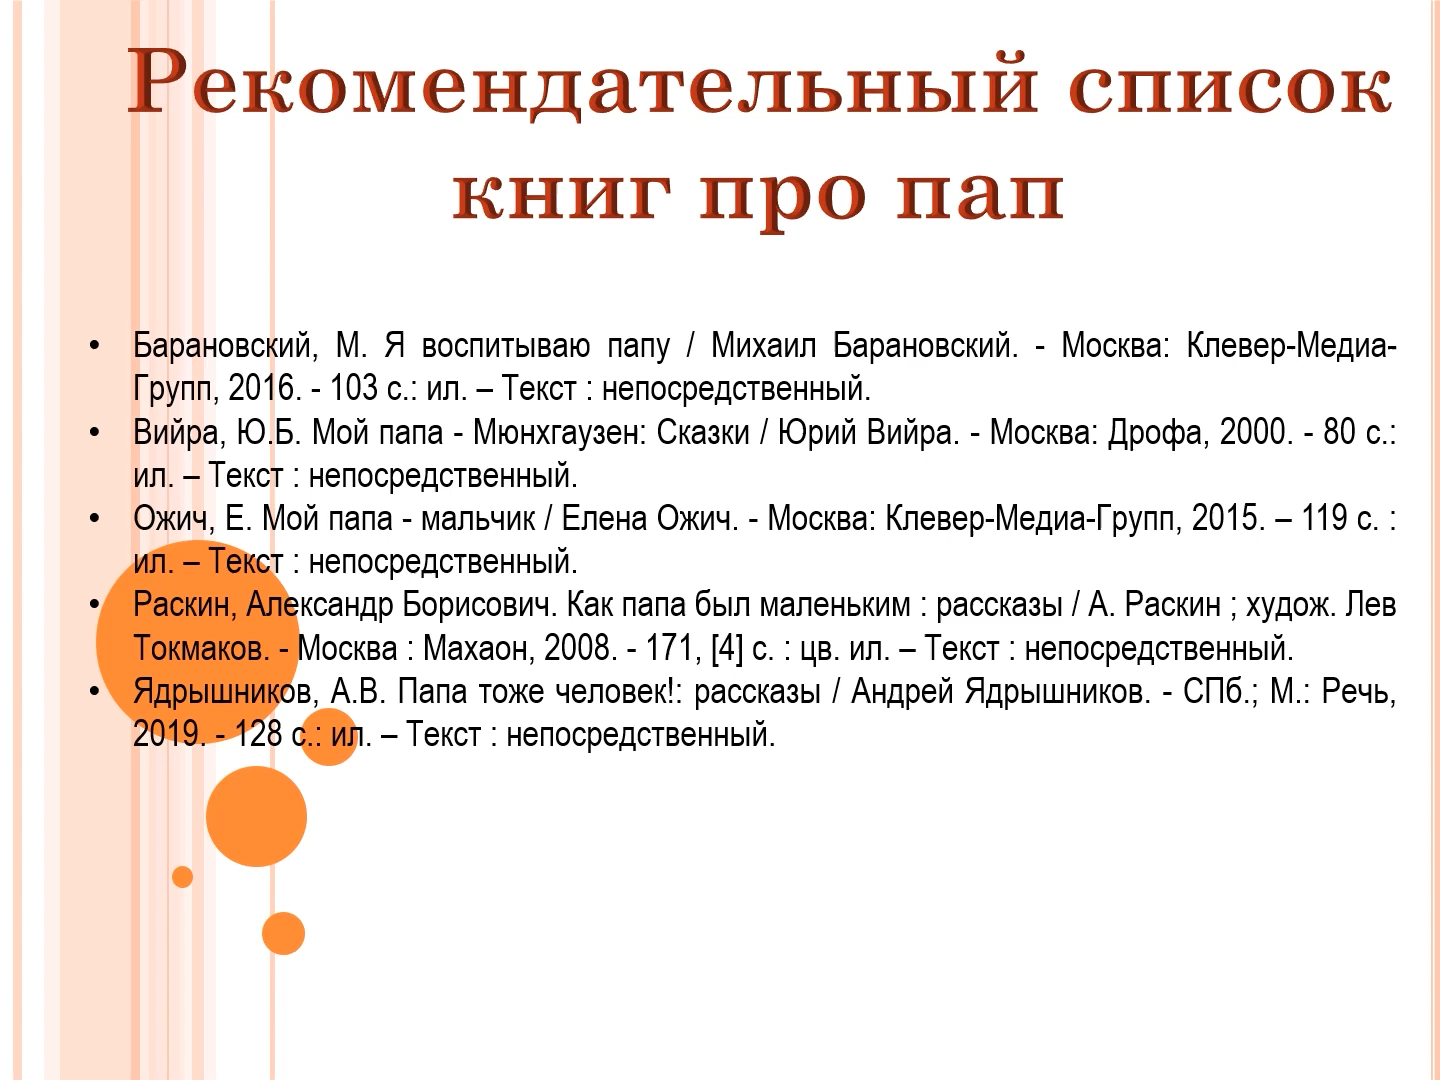 Рекомендательный список
книг про пап
• Барановский, М. Я воспитываю папу / Михаил Барановский. - Москва: Клевер-Медиа-
Групп, 2016. - 103 с.: ил. – Текст : непосредственный.
• Вийра, Ю.Б. Мой папа - Мюнхгаузен: Сказки / Юрий Вийра. - Москва: Дрофа, 2000. - 80 с.:
ил. – Текст : непосредственный.
• Ожич, Е. Мой папа - мальчик / Елена Ожич. - Москва: Клевер-Медиа-Групп, 2015. – 119 с. :
ил. – Текст : непосредственный.
• Раскин, Александр Борисович. Как папа был маленьким : рассказы / А. Раскин ; худож. Лев
Токмаков. - Москва : Махаон, 2008. - 171, [4] с. : цв. ил. – Текст : непосредственный.
• Ядрышников, А.В. Папа тоже человек!: рассказы / Андрей Ядрышников. - СПб.; М.: Речь,
2019. - 128 с.: ил. – Текст : непосредственный.